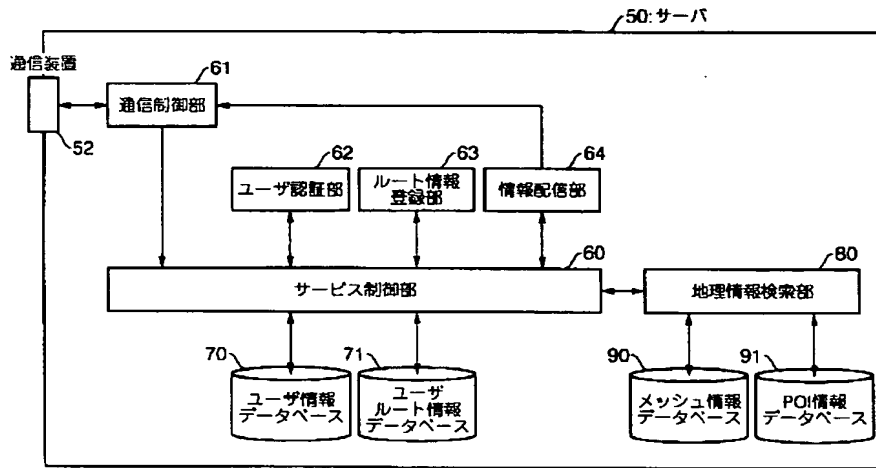 50:サーバ
通信装置
52
61
通信制御部
62
ユーザ認証部
63
ルート情報
登録部
64
情報配信部
60
サービス制御部
80
地理情報検索部
70
ユーザ情報
データベース
71
ユーザ
ルート情報
データベース
90
メッシュ情報
データベース
91
POI情報
データベース